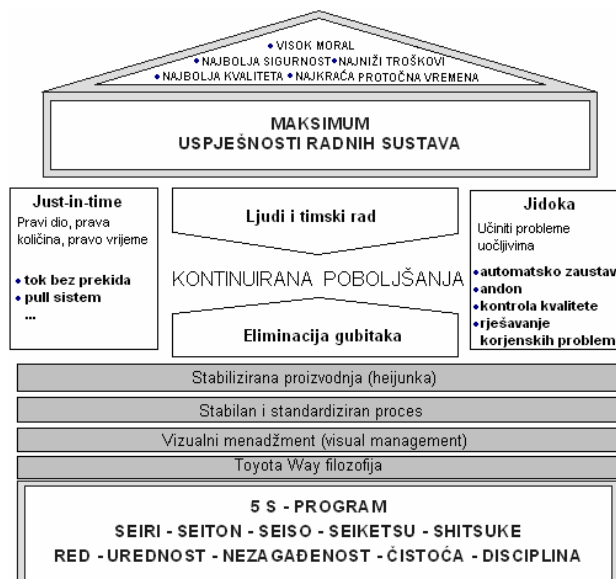 • VISOK MORAL
• NAJBOLJA SIGURNOST • NAJNIŽI TROŠKOVI
• NAJBOLJA KVALITETA • NAJKRAĆA PROTOČNA VREMENA
MAKSIMUM
USPJEŠNOSTI RADNIH SUSTAVA
Just-in-time
Pravi dio, prava
količina, pravo vrijeme
• tok bez prekida
• pull sistem
...
Ljudi i timski rad
KONTINUIRANA POBOLJŠANJA
Eliminacija gubitaka
Jidoka
Učiniti probleme
uočljivima
• automatsko zaustav
• andon
• kontrola kvalitete
• rješavanje
korjenskih problem
Stabilizirana proizvodnja (heijunka)
Stabilan i standardiziran proces
Vizualni menadžment (visual management)
Toyota Way filozofija
5 S - PROGRAM
SEIRI - SEITON - SEISO - SEIKETSU - SHITSUKE
RED - UREDNOST - NEZAGAĐENOST - ČISTOĆA - DISCIPLINA